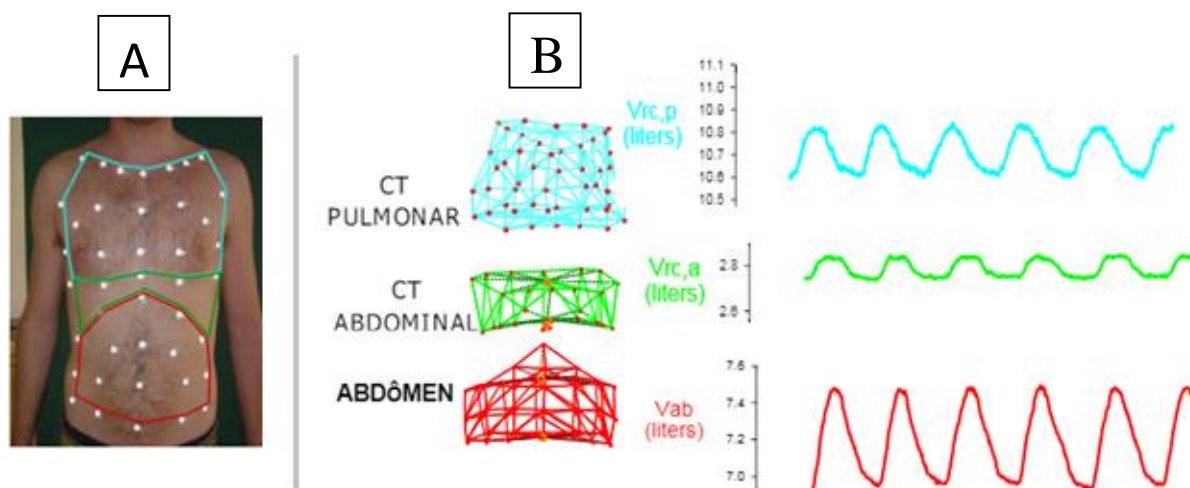 A
B
Vrc,p
(liters)
11.1
11.0
10.9
10.8
10.7
10.6
10.5
CT
PULMONAR
Vrc,a
(liters)
2.8
2.6
CT
ABDOMINAL
ABDôMEN
Vab
(liters)
7.6
7.4
7.2
7.0